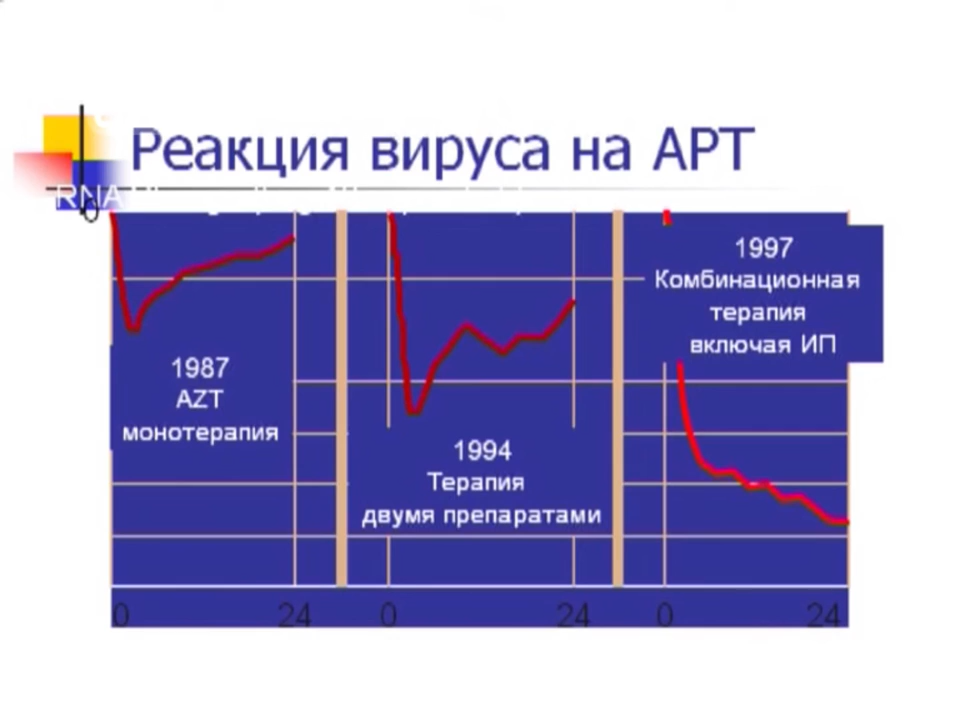 Реакция вируса на АРТ
RNA
0
1987
AZT
монотерапия
1994
Терапия
двумя препаратами
1997
Комбинационная
терапия
включая ИП
0 24 0 24 0 24